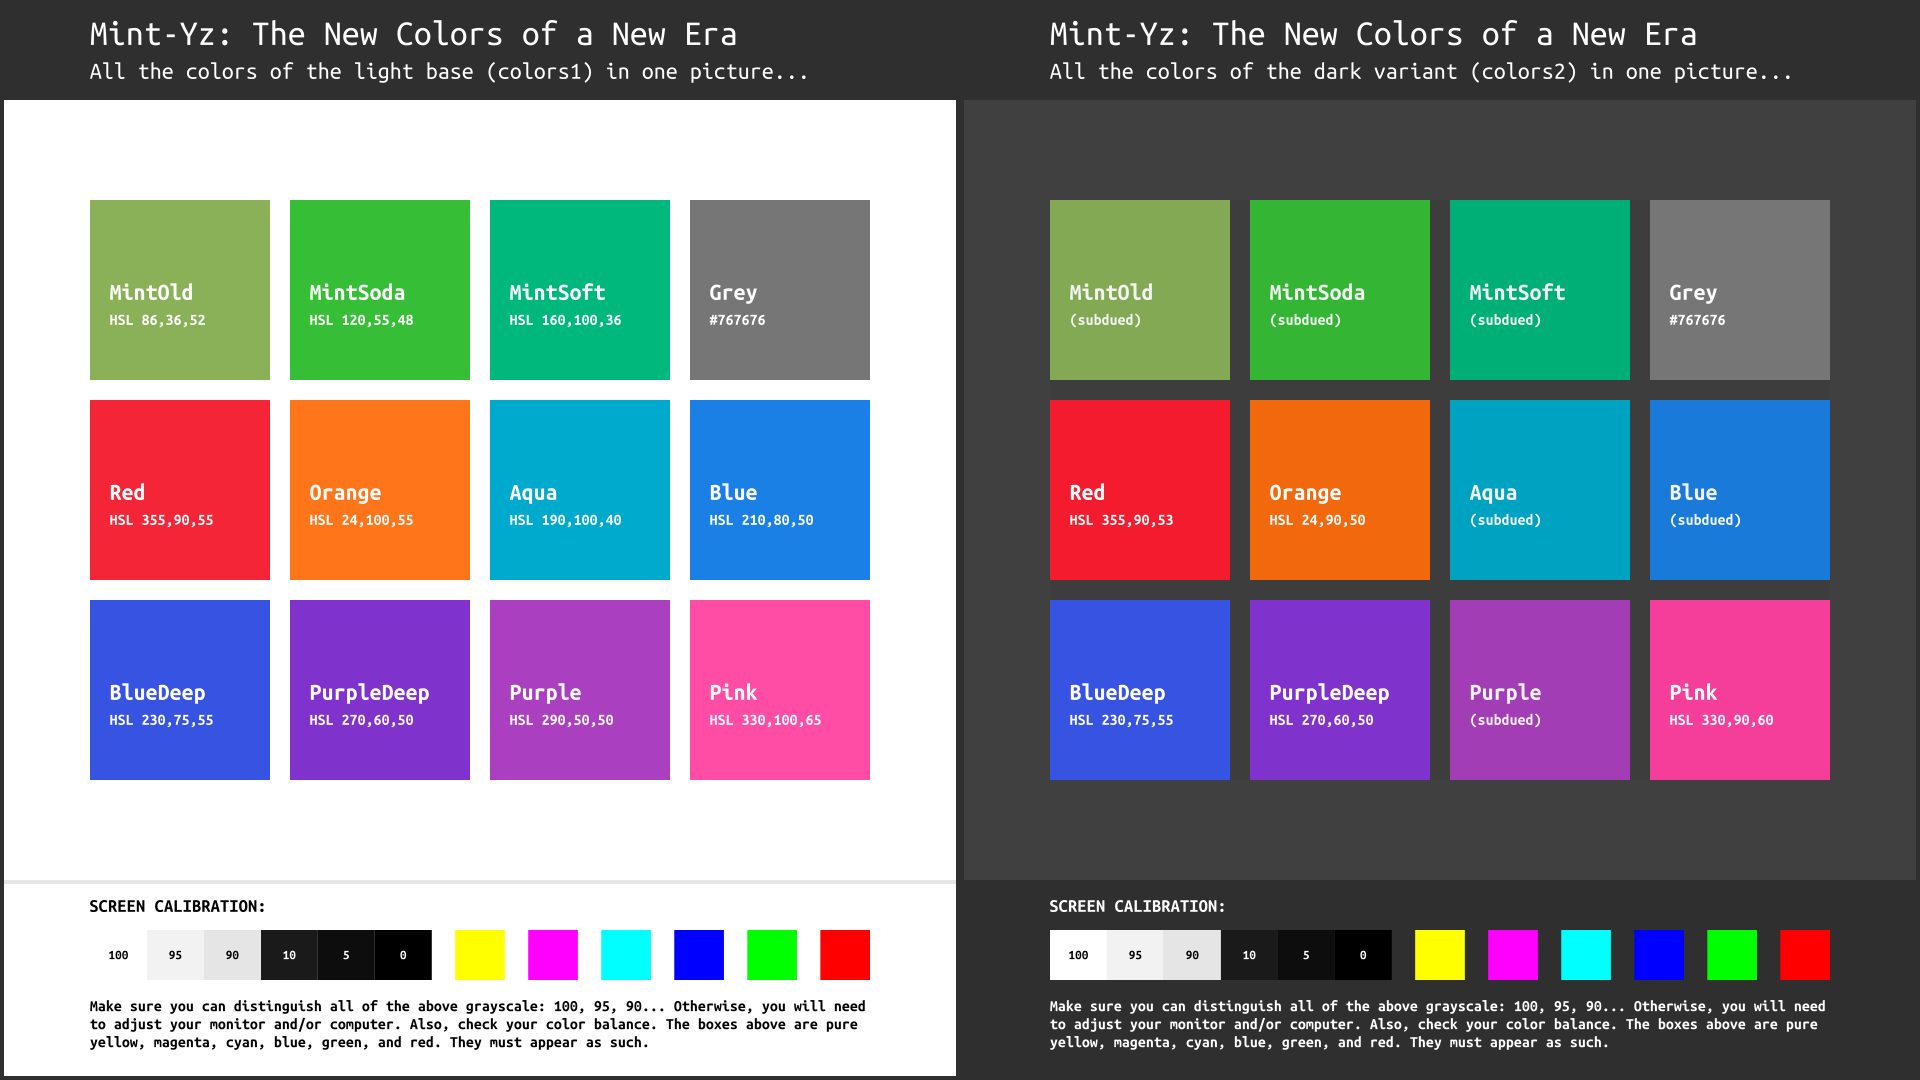 Mint-Yz: The New Colors of a New Era
All the colors of the light base (colors1) in one picture...
MintOld
HSL 86,36,52
MintSoda
HSL 120,55,48
MintSoft
HSL 160,100,36
Grey
#767676
Red
HSL 355,90,55
Orange
HSL 24,100,55
Aqua
HSL 190,100,40
Blue
HSL 210,80,50
BlueDeep
HSL 230,75,55
PurpleDeep
HSL 270,60,50
Purple
HSL 290,50,50
Pink
HSL 330,100,65
SCREEN CALIBRATION:
100 95 90 10 5 0
Make sure you can distinguish all of the above grayscale: 100, 95, 90... Otherwise, you will need
to adjust your monitor and/or computer. Also, check your color balance. The boxes above are pure
yellow, magenta, cyan, blue, green, and red. They must appear as such.
Mint-Yz: The New Colors of a New Era
All the colors of the dark variant (colors2) in one picture...
MintOld
(subdued)
MintSoda
(subdued)
MintSoft
(subdued)
Grey
#767676
Red
HSL 355,90,53
Orange
HSL 24,90,50
Aqua
(subdued)
Blue
(subdued)
BlueDeep
HSL 230,75,55
PurpleDeep
HSL 270,60,50
Purple
(subdued)
Pink
HSL 330,90,60
SCREEN CALIBRATION:
100 95 90 10 5 0
Make sure you can distinguish all of the above grayscale: 100, 95, 90... Otherwise, you will need
to adjust your monitor and/or computer. Also, check your color balance. The boxes above are pure
yellow, magenta, cyan, blue, green, and red. They must appear as such.